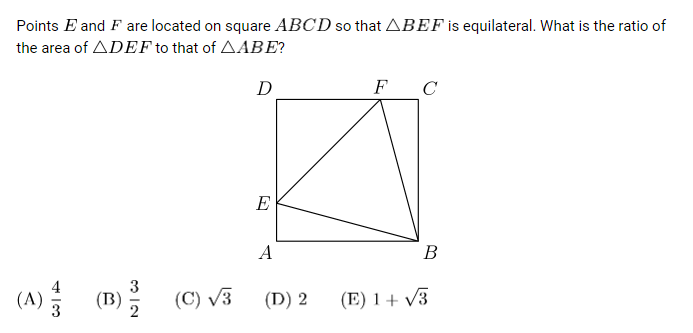 Points E and F are located on square ABCD so that △BEF is equilateral. What is the ratio of
the area of △DEF to that of △ABE?
D F C
E
A B
(A) 4/3 (B) 3/2 (C) √3 (D) 2 (E) 1 + √3